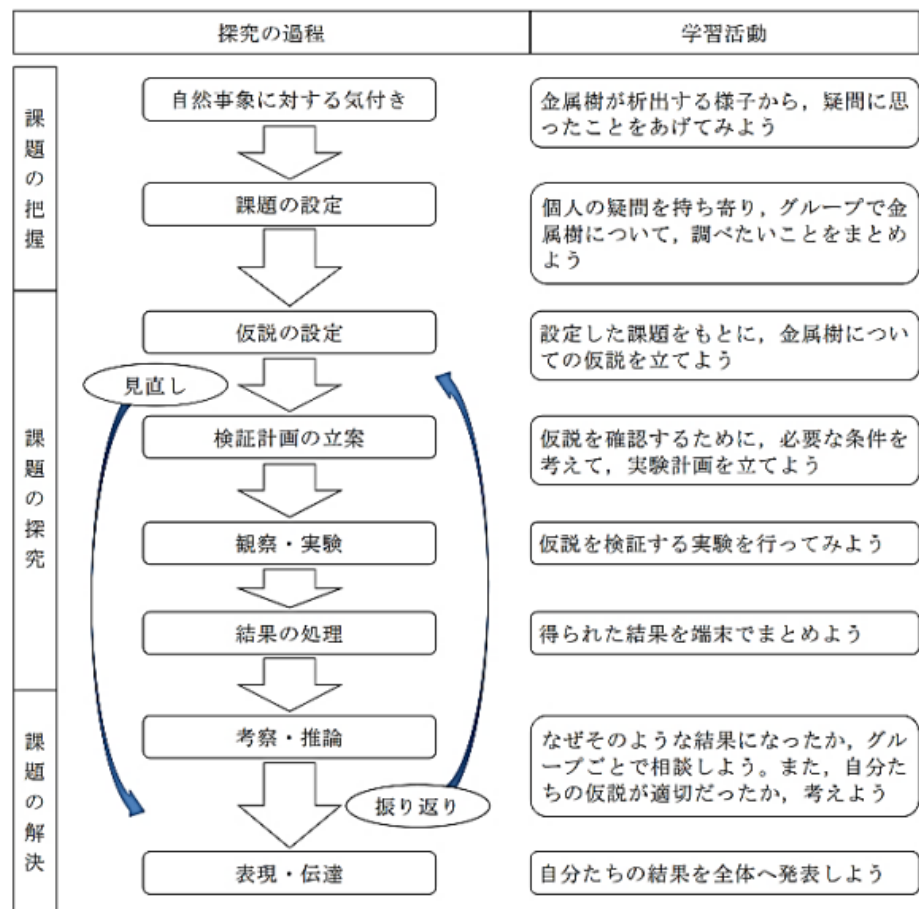 探究の過程
学習活動
課題の把握
自然事象に対する気付き
金属樹が析出する様子から，疑問に思
ったことをあげてみよう
課題の設定
個人の疑問を持ち寄り，グループで金
属樹について，調べたいことをまとめ
よう
課題の探究
仮説の設定
設定した課題をもとに，金属樹につい
ての仮説を立てよう
見直し
検証計画の立案
仮説を確認するために，必要な条件を
考えて，実験計画を立てよう
観察・実験
仮説を検証する実験を行ってみよう
結果の処理
得られた結果を端末でまとめよう
課題の解決
考察・推論
なぜそのような結果になったか，グル
ープごとで相談しよう。また，自分た
ちの仮説が適切だったか，考えよう
振り返り
表現・伝達
自分たちの結果を全体へ発表しよう